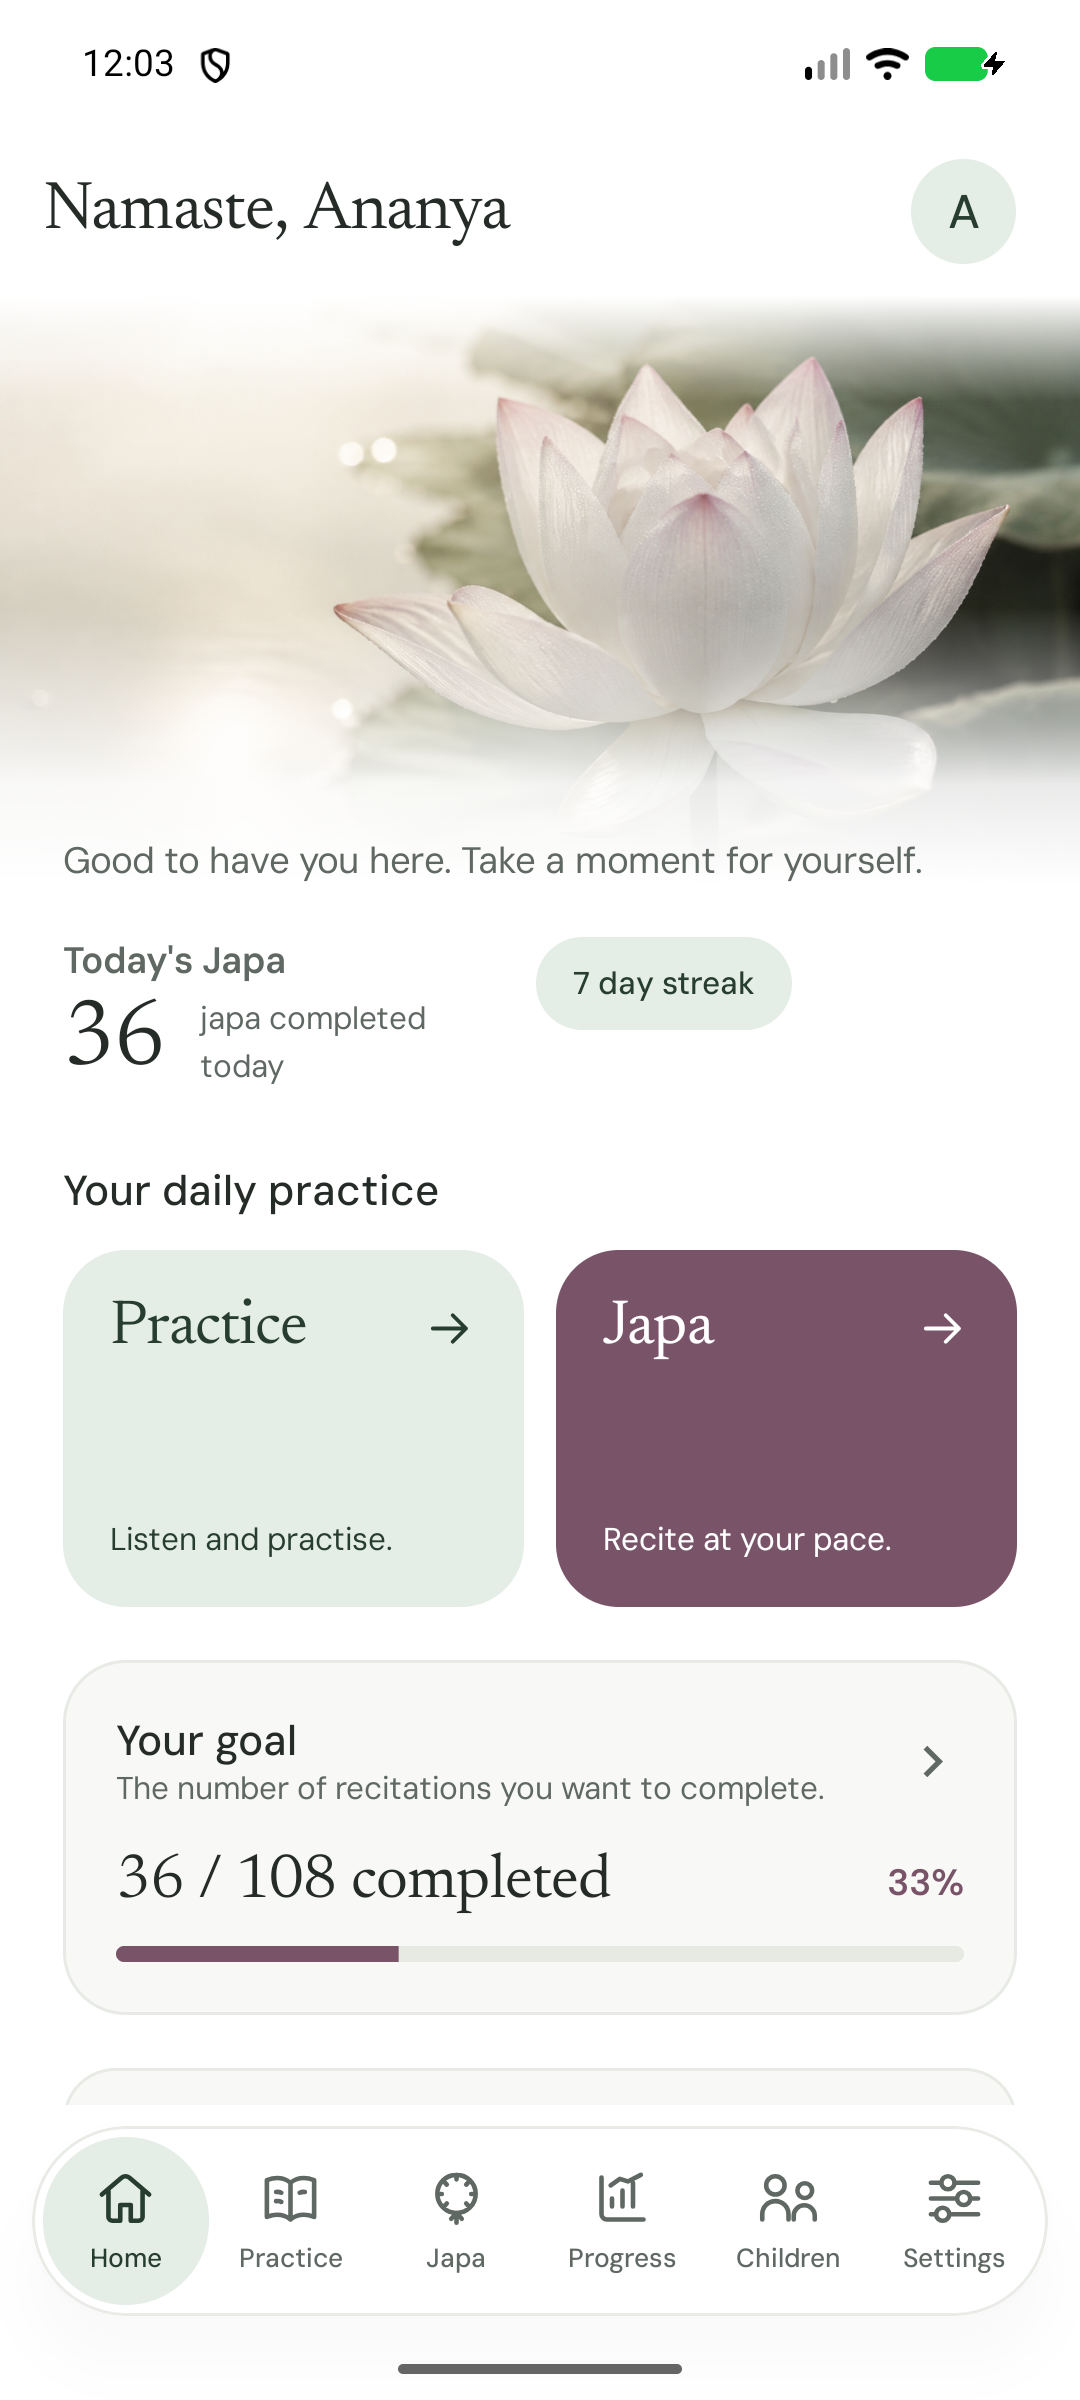 12:03
Namaste, Ananya
A
Good to have you here. Take a moment for yourself.
Today's Japa
36
japa completed
today
7 day streak
Your daily practice
Practice
Listen and practise.
Japa
Recite at your pace.
Your goal
The number of recitations you want to complete.
36 / 108 completed
33%
Home
Practice
Japa
Progress
Children
Settings